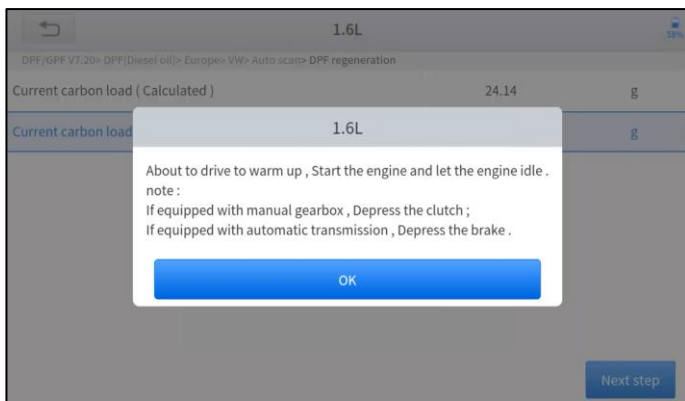 1.6L
58%
DPF/GPF V7.20> DPF(Diesel oil)> Europe> VW> Auto scan> DPF regeneration
Current carbon load ( Calculated ) 24.14 g
Current carbon load g
1.6L
About to drive to warm up , Start the engine and let the engine idle .
note :
If equipped with manual gearbox , Depress the clutch ;
If equipped with automatic transmission , Depress the brake .
OK
Next step